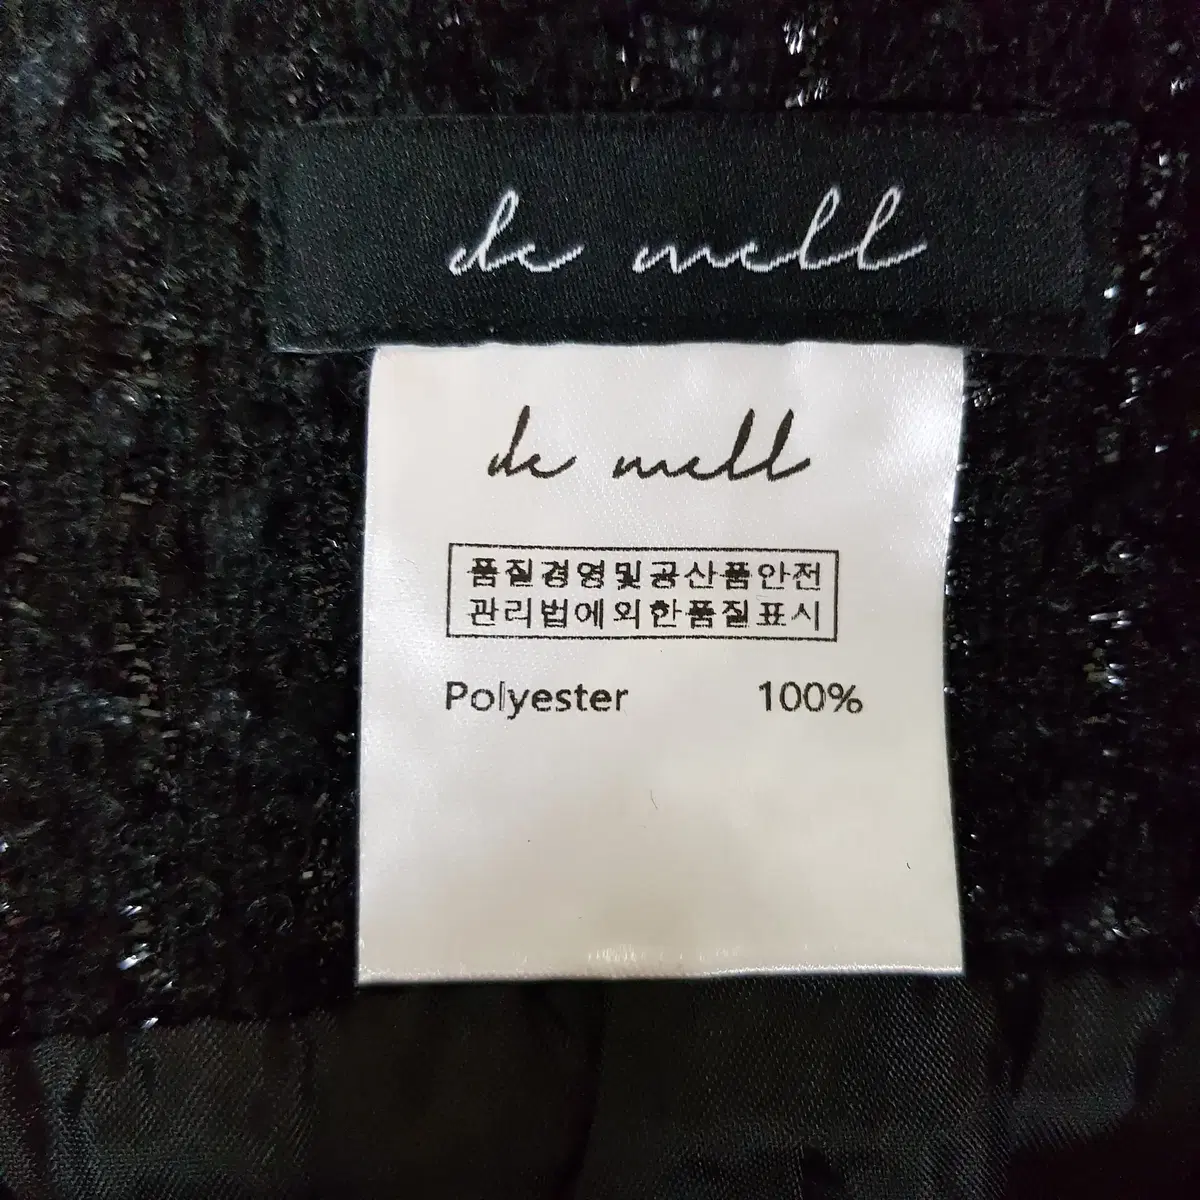 de mell
de mell
품질경영및공산품안전
관리법에외한품질표시
Polyester 100%